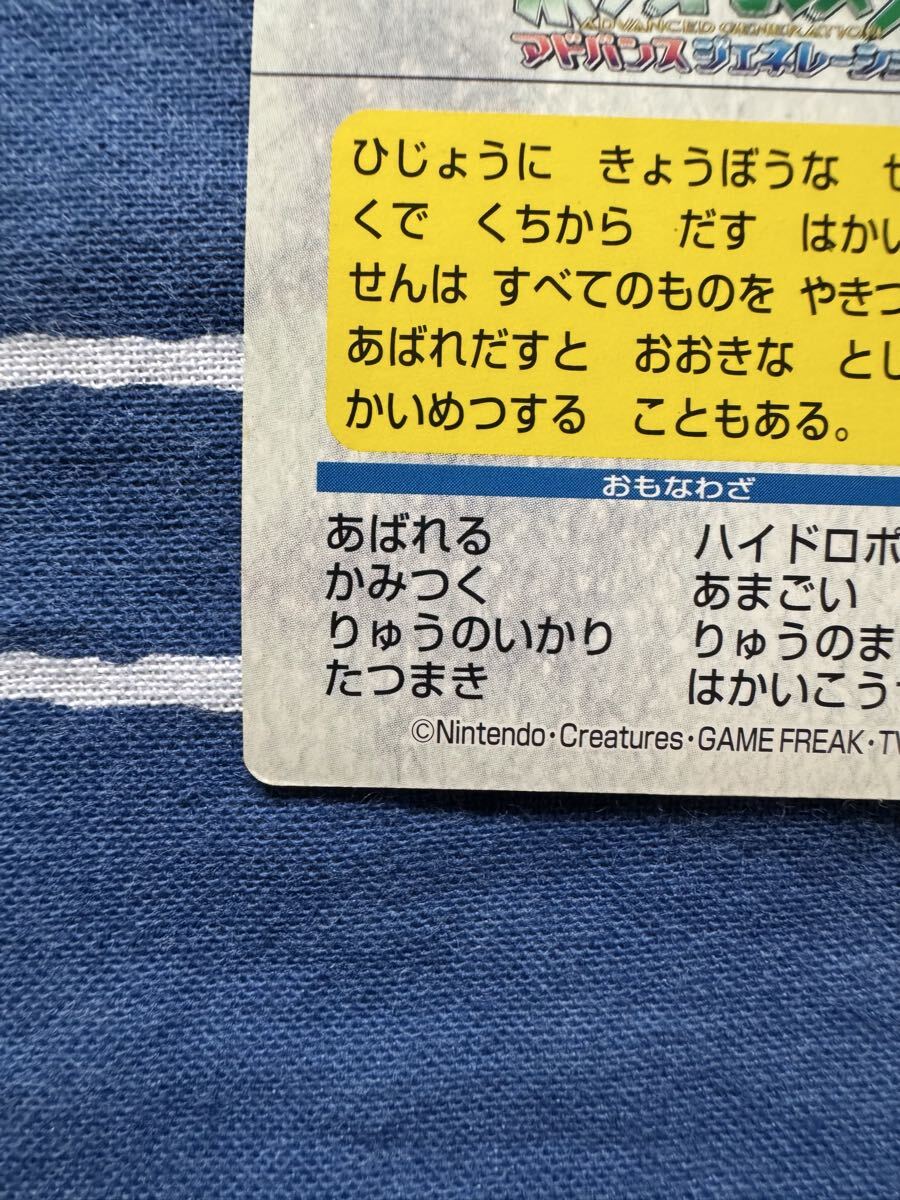 ADVANCED GENERATION
アドバンスジェネレーショ
ひじょうに　きょうぼうな
くで　くちから　だす　はかい
せんは すべてのものを やきつ
あばれだすと　おおきな　とし
かいめつする　こともある。
おもなわざ
あばれる　ハイドロポ
かみつく　あまごい
りゅうのいかり　りゅうのま
たつまき　はかいこう
©Nintendo・Creatures・GAME FREAK・TV